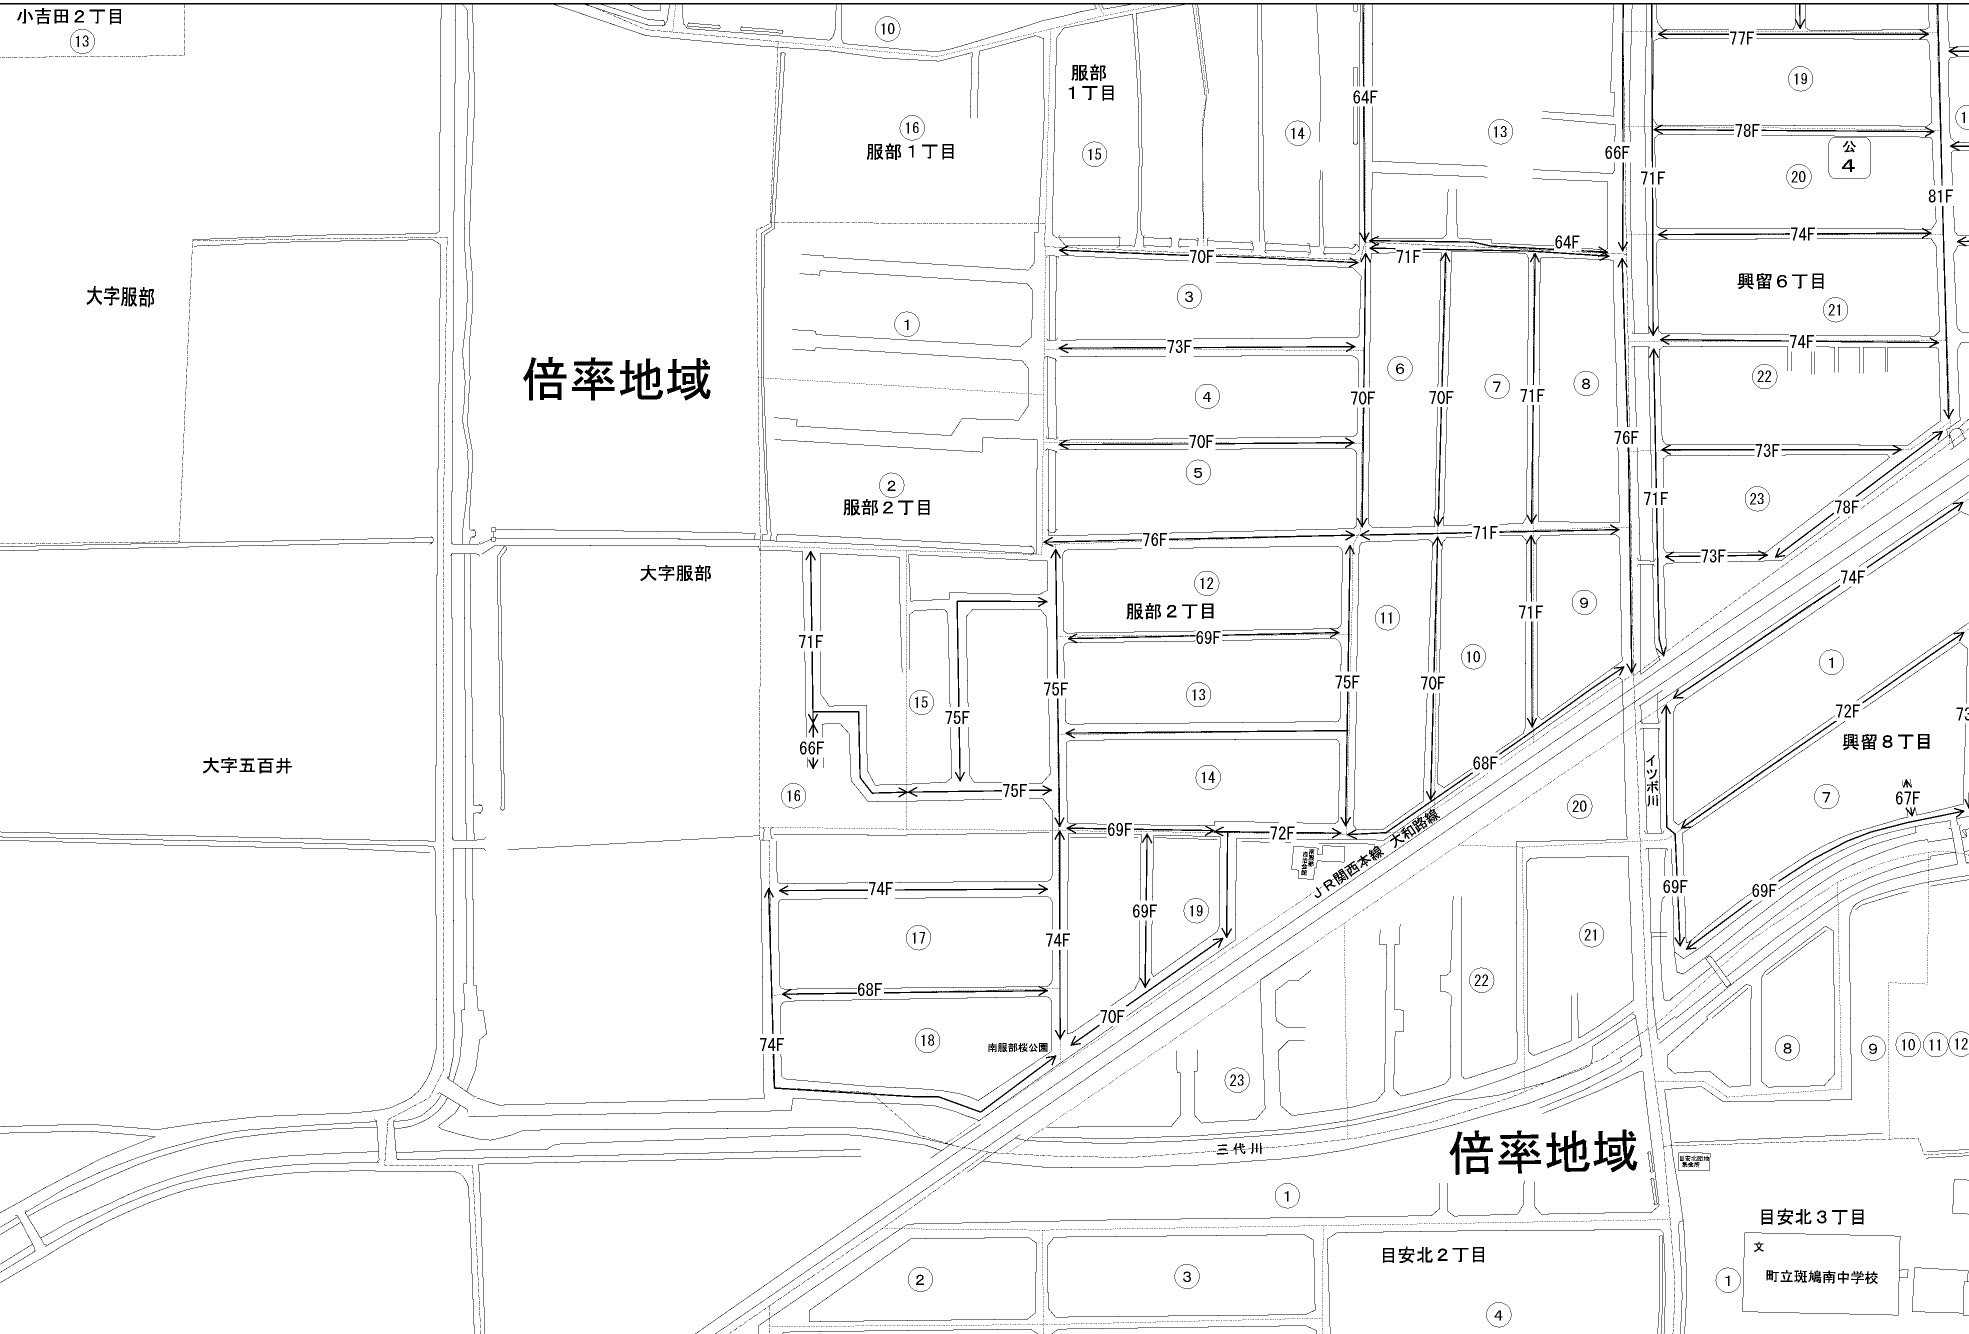 小吉田２丁目
⑬
⑩
77F
服部
１丁目
⑲
64F
⑯
⑭
⑬
78F
服部１丁目
⑮
66F
公
4
71F
⑳
81F
74F
64F
70F
71F
興留６丁目
大字服部
③
㉑
①
73F
74F
倍率地域
⑥
⑦
⑧
㉒
④
70F
70F
71F
76F
70F
73F
⑤
②
71F
㉓
服部２丁目
78F
76F
71F
73F
大字服部
74F
⑫
⑨
服部２丁目
71F
⑪
69F
71F
⑩
①
75F
75F
70F
⑬
⑮
75F
72F
73
66F
興留８丁目
大字五百井
68F
⑭
イツボ川
75F
⑯
⑳
⑦
67F
69F
72F
大和路線
ＪＲ関西本線
74F
69F
69F
69F
⑲
⑰
74F
㉑
㉒
68F
70F
⑱
南服部桜公園
74F
⑧
⑨
⑩
⑪
⑫
㉓
三代川
倍率地域
①
目安北３丁目
目安北２丁目
文
②
③
①
町立斑鳩南中学校
④